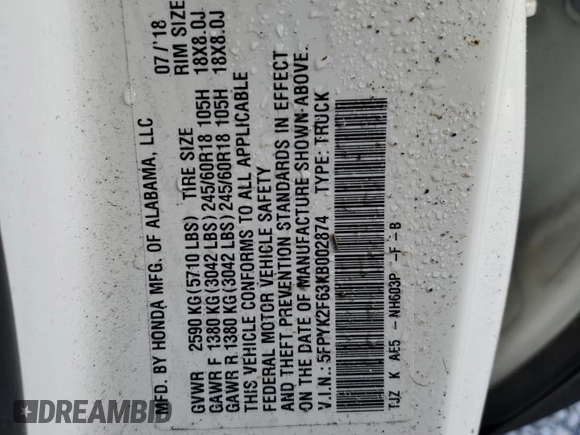 MFD. BY HONDA MFG. OF ALABAMA, LLC 07/'18
GVWR 2590 KG(5710 LBS) TIRE SIZE RIM SIZE
GAWR F 1380 KG(3042 LBS)245/60R18 105H 18X8.0J
GAWR R 1380 KG(3042 LBS)245/60R18 105H 18X8.0J
THIS VEHICLE CONFORMS TO ALL APPLICABLE
FEDERAL MOTOR VEHICLE SAFETY
AND THEFT PREVENTION STANDARDS IN EFFECT
ON THE DATE OF MANUFACTURE SHOWN ABOVE.
V.I.N.: 5FPYK2F63KB002874 TYPE: TRUCK
TJZ K AE5 - NH603P -F-B
DREAMBID